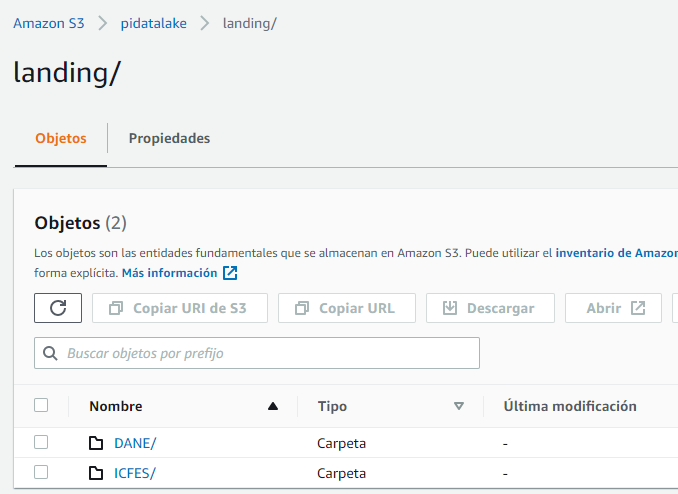 Amazon S3 > pidatalake > landing/
landing/
Objetos Propiedades
Objetos (2)
Los objetos son las entidades fundamentales que se almacenan en Amazon S3. Puede utilizar el inventario de Amazon
forma explícita. Más información
Copiar URI de S3 Copiar URL Descargar Abrir
Buscar objetos por prefijo
Nombre Tipo Última modificación
DANE/ Carpeta -
ICFES/ Carpeta -